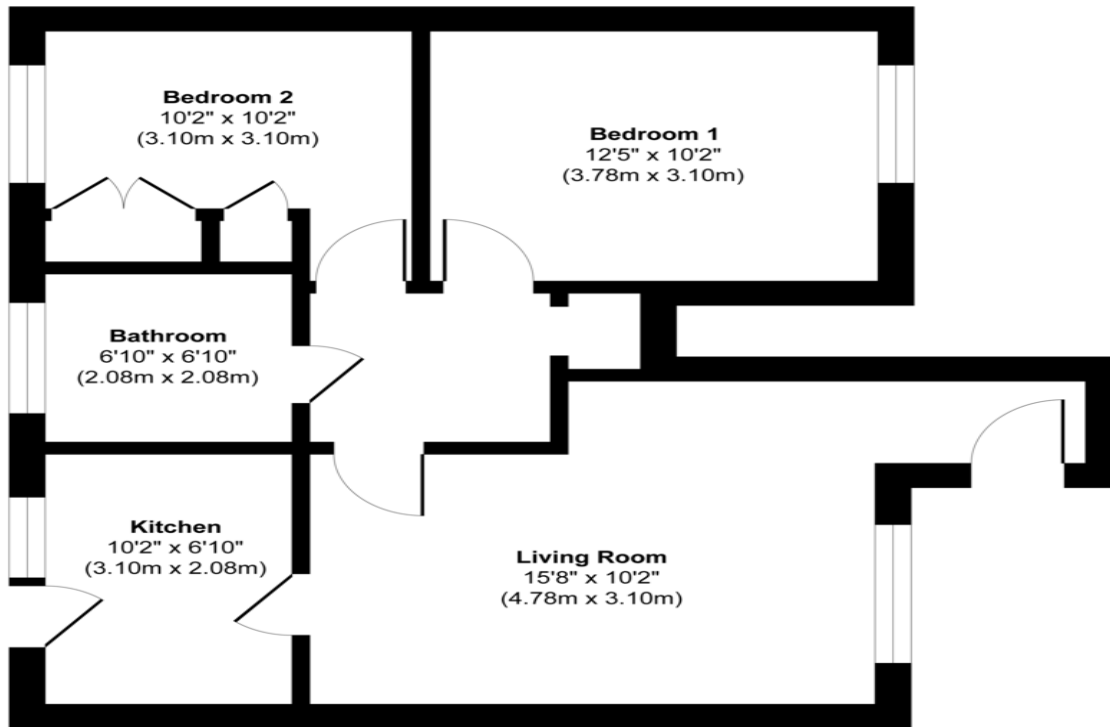 Bedroom 2
10'2" x 10'2"
(3.10m x 3.10m)
Bedroom 1
12'5" x 10'2"
(3.78m x 3.10m)
Bathroom
6'10" x 6'10"
(2.08m x 2.08m)
Kitchen
10'2" x 6'10"
(3.10m x 2.08m)
Living Room
15'8" x 10'2"
(4.78m x 3.10m)